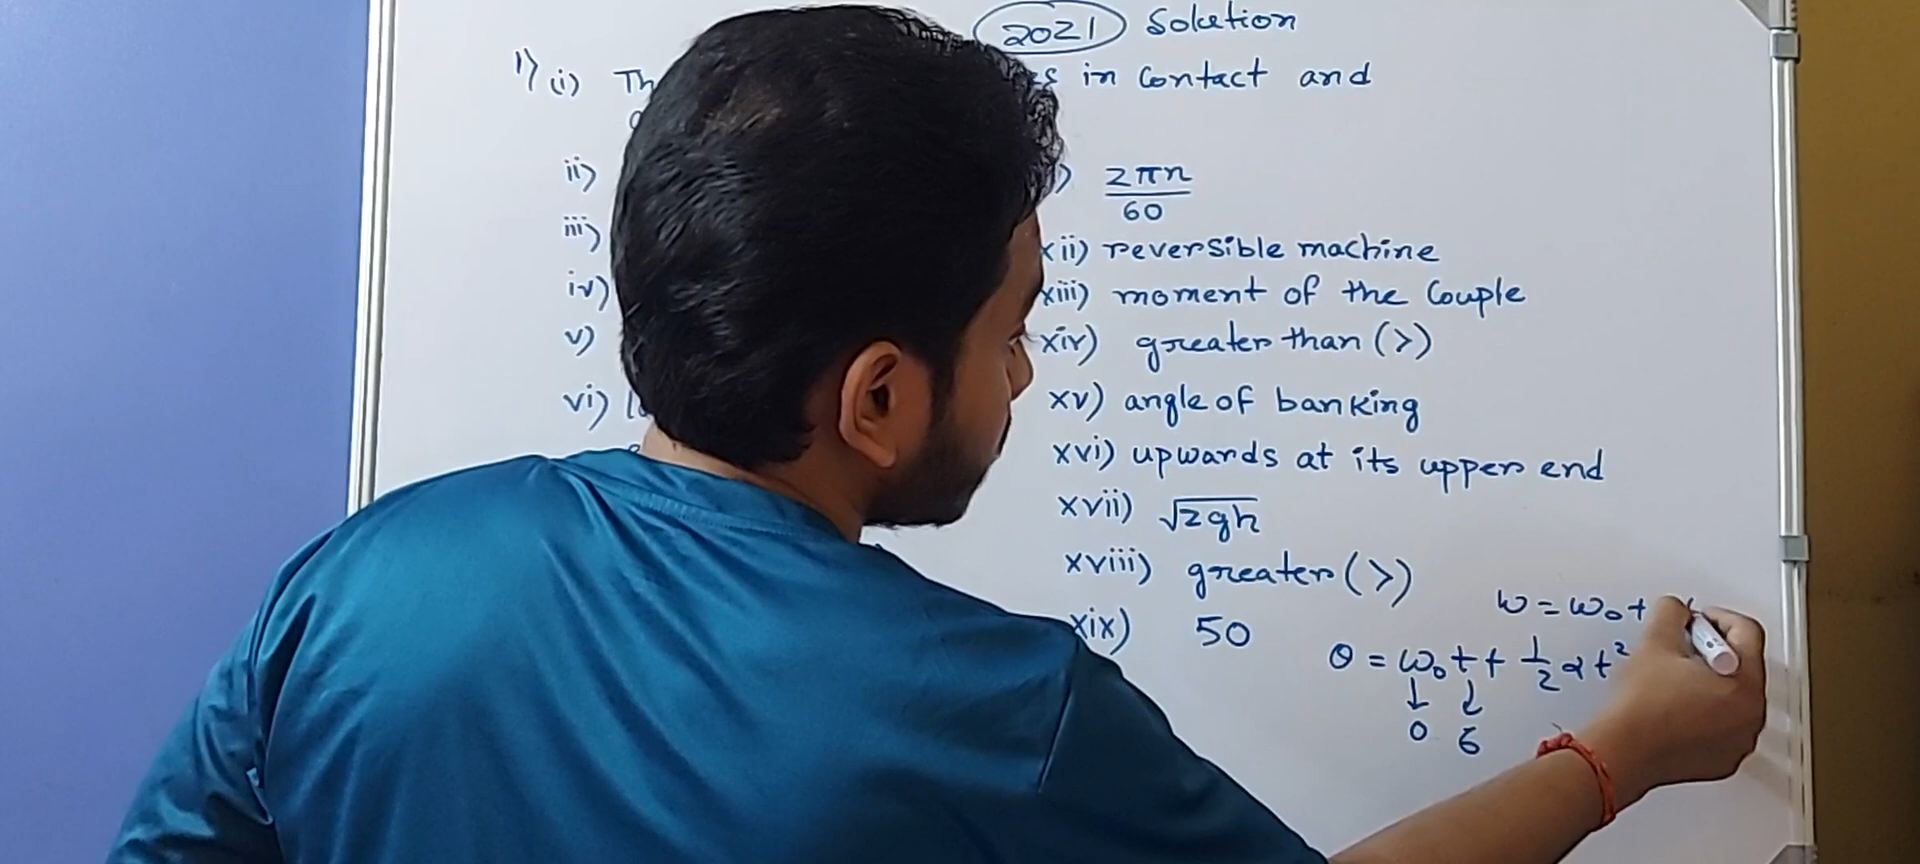 2021 Solution
1) (i) Th in contact and
ii)
2πn
60
iii)
xii) reversible machine
iv)
xiii) moment of the couple
v)
xiv) greater than (>)
vi)
xv) angle of banking
xvi) upwards at its upper end
xvii) √2gh
xviii) greater (>)
ω = ω₀ +
xix) 50
θ = ω₀t + 1/2 αt²
↓ ↓
0 6